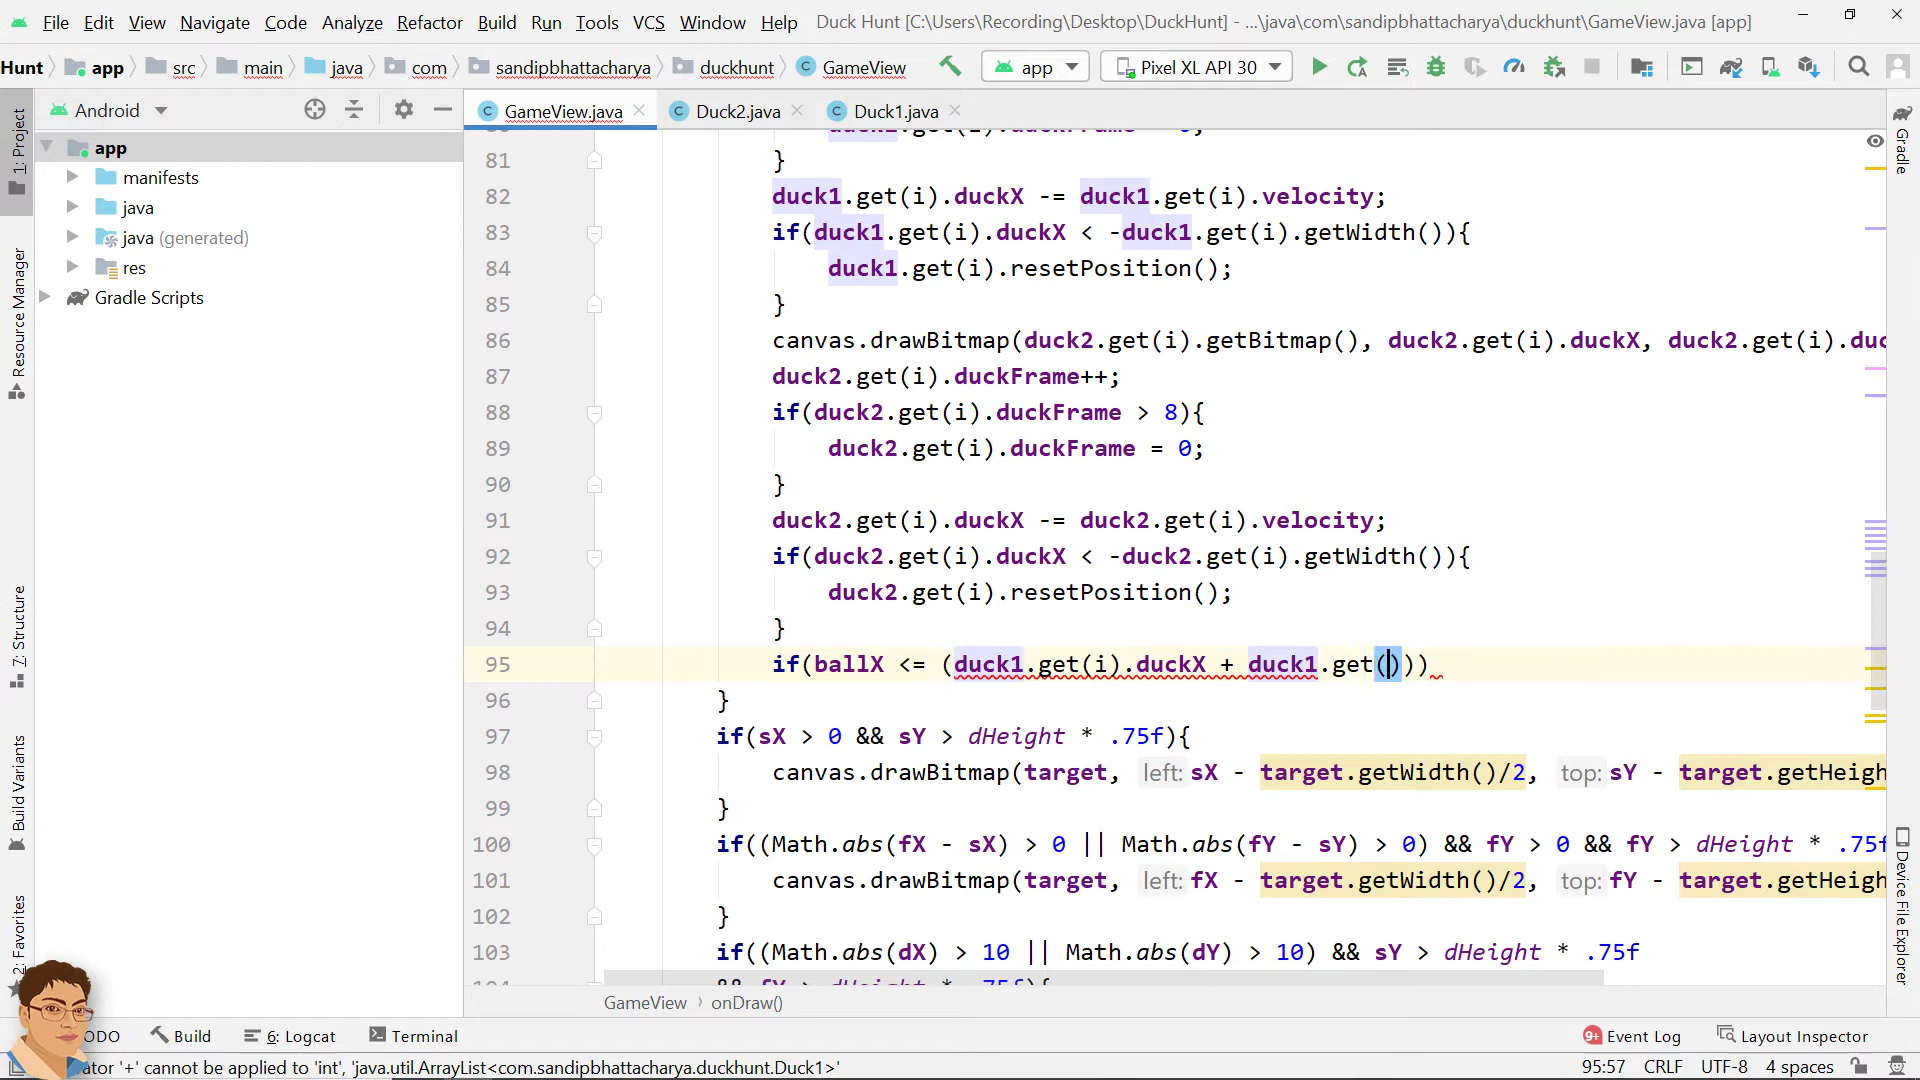 File Edit View Navigate Code Analyze Refactor Build Run Tools VCS Window Help Duck Hunt [C:\Users\Recording\Desktop\DuckHunt] - ...\java\com\sandipbhattacharya\duckhunt\GameView.java [app]
Hunt app src main java com sandipbhattacharya duckhunt GameView app Pixel XL API 30
Android
GameView.java Duck2.java Duck1.java
1: Project
Resource Manager
7: Structure
Build Variants
2: Favorites
app
manifests
java
java (generated)
res
Gradle Scripts
81 }
82 duck1.get(i).duckX -= duck1.get(i).velocity;
83 if(duck1.get(i).duckX < -duck1.get(i).getWidth()){
84 duck1.get(i).resetPosition();
85 }
86 canvas.drawBitmap(duck2.get(i).getBitmap(), duck2.get(i).duckX, duck2.get(i).duc
87 duck2.get(i).duckFrame++;
88 if(duck2.get(i).duckFrame > 8){
89 duck2.get(i).duckFrame = 0;
90 }
91 duck2.get(i).duckX -= duck2.get(i).velocity;
92 if(duck2.get(i).duckX < -duck2.get(i).getWidth()){
93 duck2.get(i).resetPosition();
94 }
95 if(ballX <= (duck1.get(i).duckX + duck1.get()))
96 }
97 if(sX > 0 && sY > dHeight * .75f){
98 canvas.drawBitmap(target, left: sX - target.getWidth()/2, top: sY - target.getHeigh
99 }
100 if((Math.abs(fX - sX) > 0 || Math.abs(fY - sY) > 0) && fY > 0 && fY > dHeight * .75f
101 canvas.drawBitmap(target, left: fX - target.getWidth()/2, top: fY - target.getHeigh
102 }
103 if((Math.abs(dX) > 10 || Math.abs(dY) > 10) && sY > dHeight * .75f
Gradle
Device File Explorer
GameView › onDraw()
ODO Build 6: Logcat Terminal 9+ Event Log Layout Inspector
rator '+' cannot be applied to 'int', 'java.util.ArrayList<com.sandipbhattacharya.duckhunt.Duck1>' 95:57 CRLF UTF-8 4 spaces